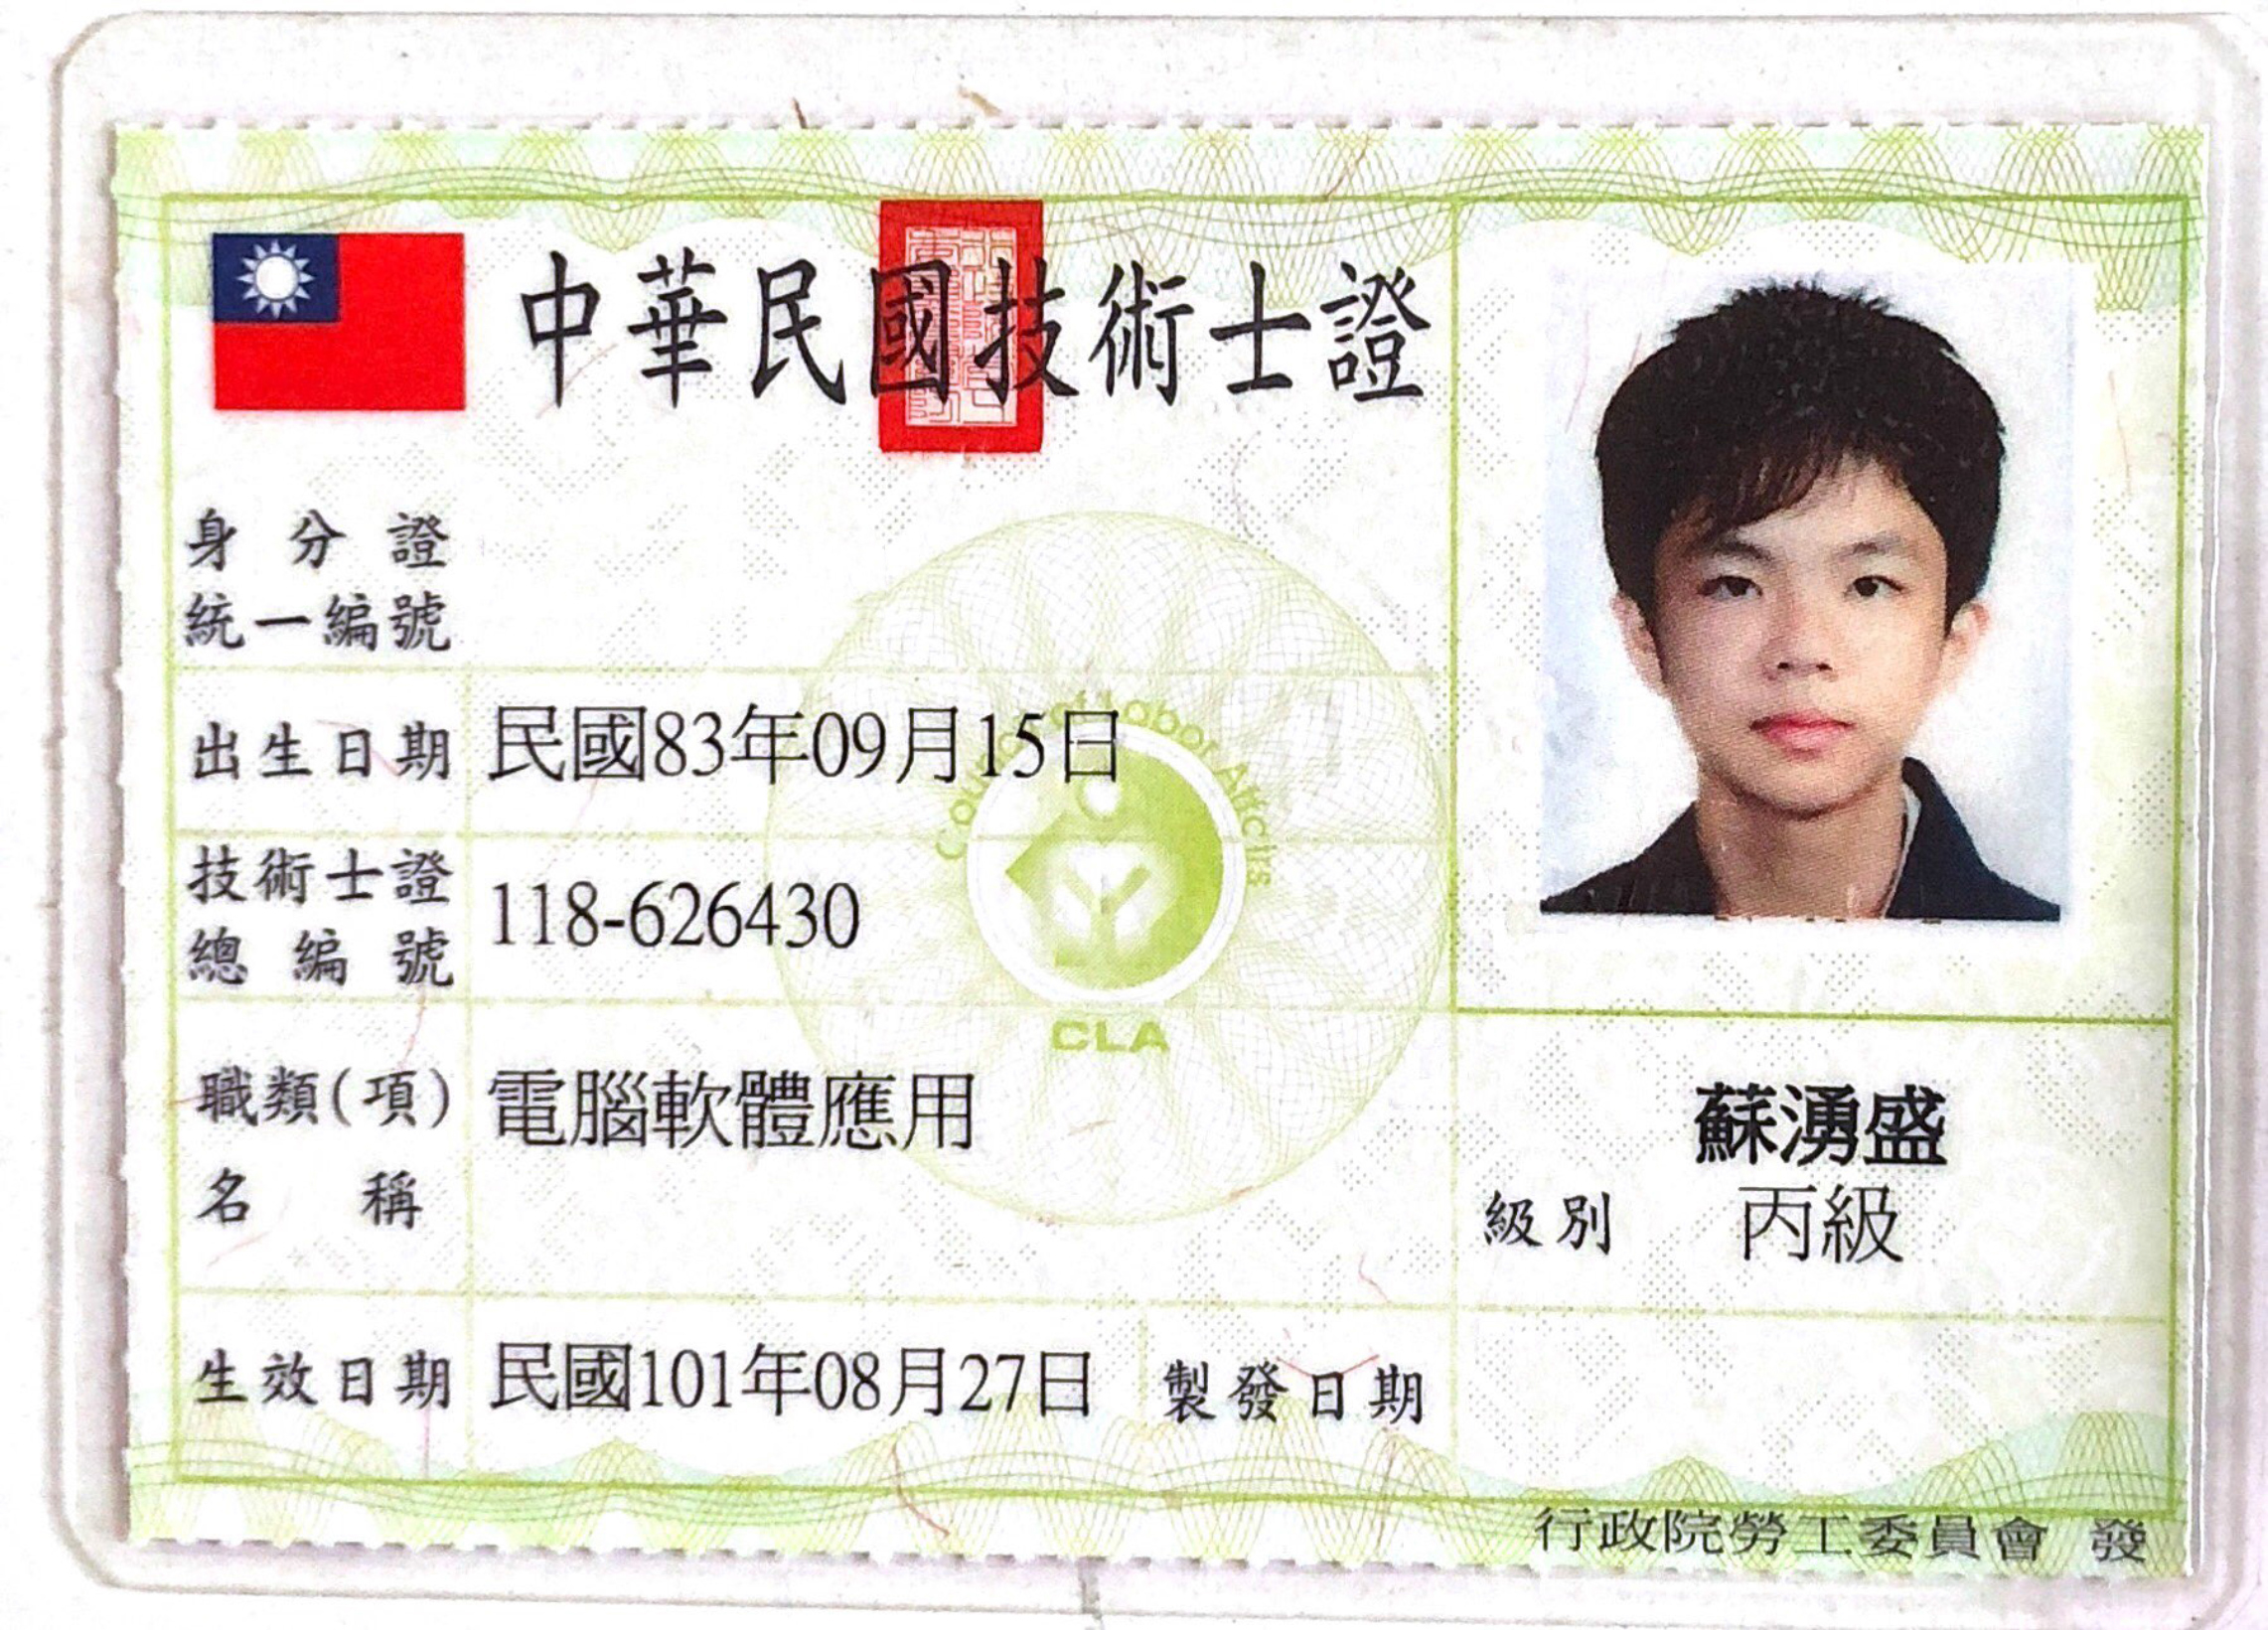 中華民國技術士證
身分證
統一編號
出生日期 民國83年09月15日
技術士證
總編號 118-626430
職類(項)
名稱 電腦軟體應用
生效日期 民國101年08月27日 製發日期
蘇湧盛
級別 丙級
Council of Labor Affairs
CLA
行政院勞工委員會 發